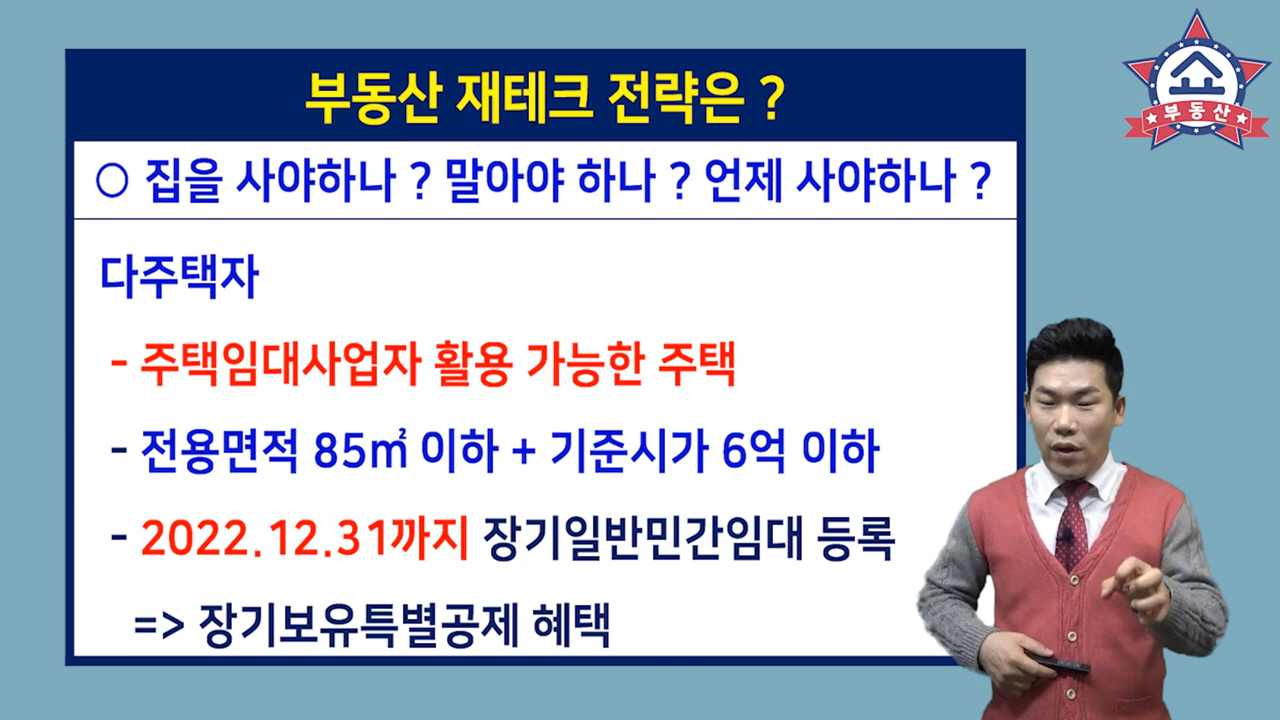 부동산 재테크 전략은 ?
○ 집을 사야하나 ? 말아야 하나 ? 언제 사야하나 ?
다주택자
- 주택임대사업자 활용 가능한 주택
- 전용면적 85㎡ 이하 + 기준시가 6억 이하
- 2022.12.31까지 장기일반민간임대 등록
=> 장기보유특별공제 혜택
쇼
부동산